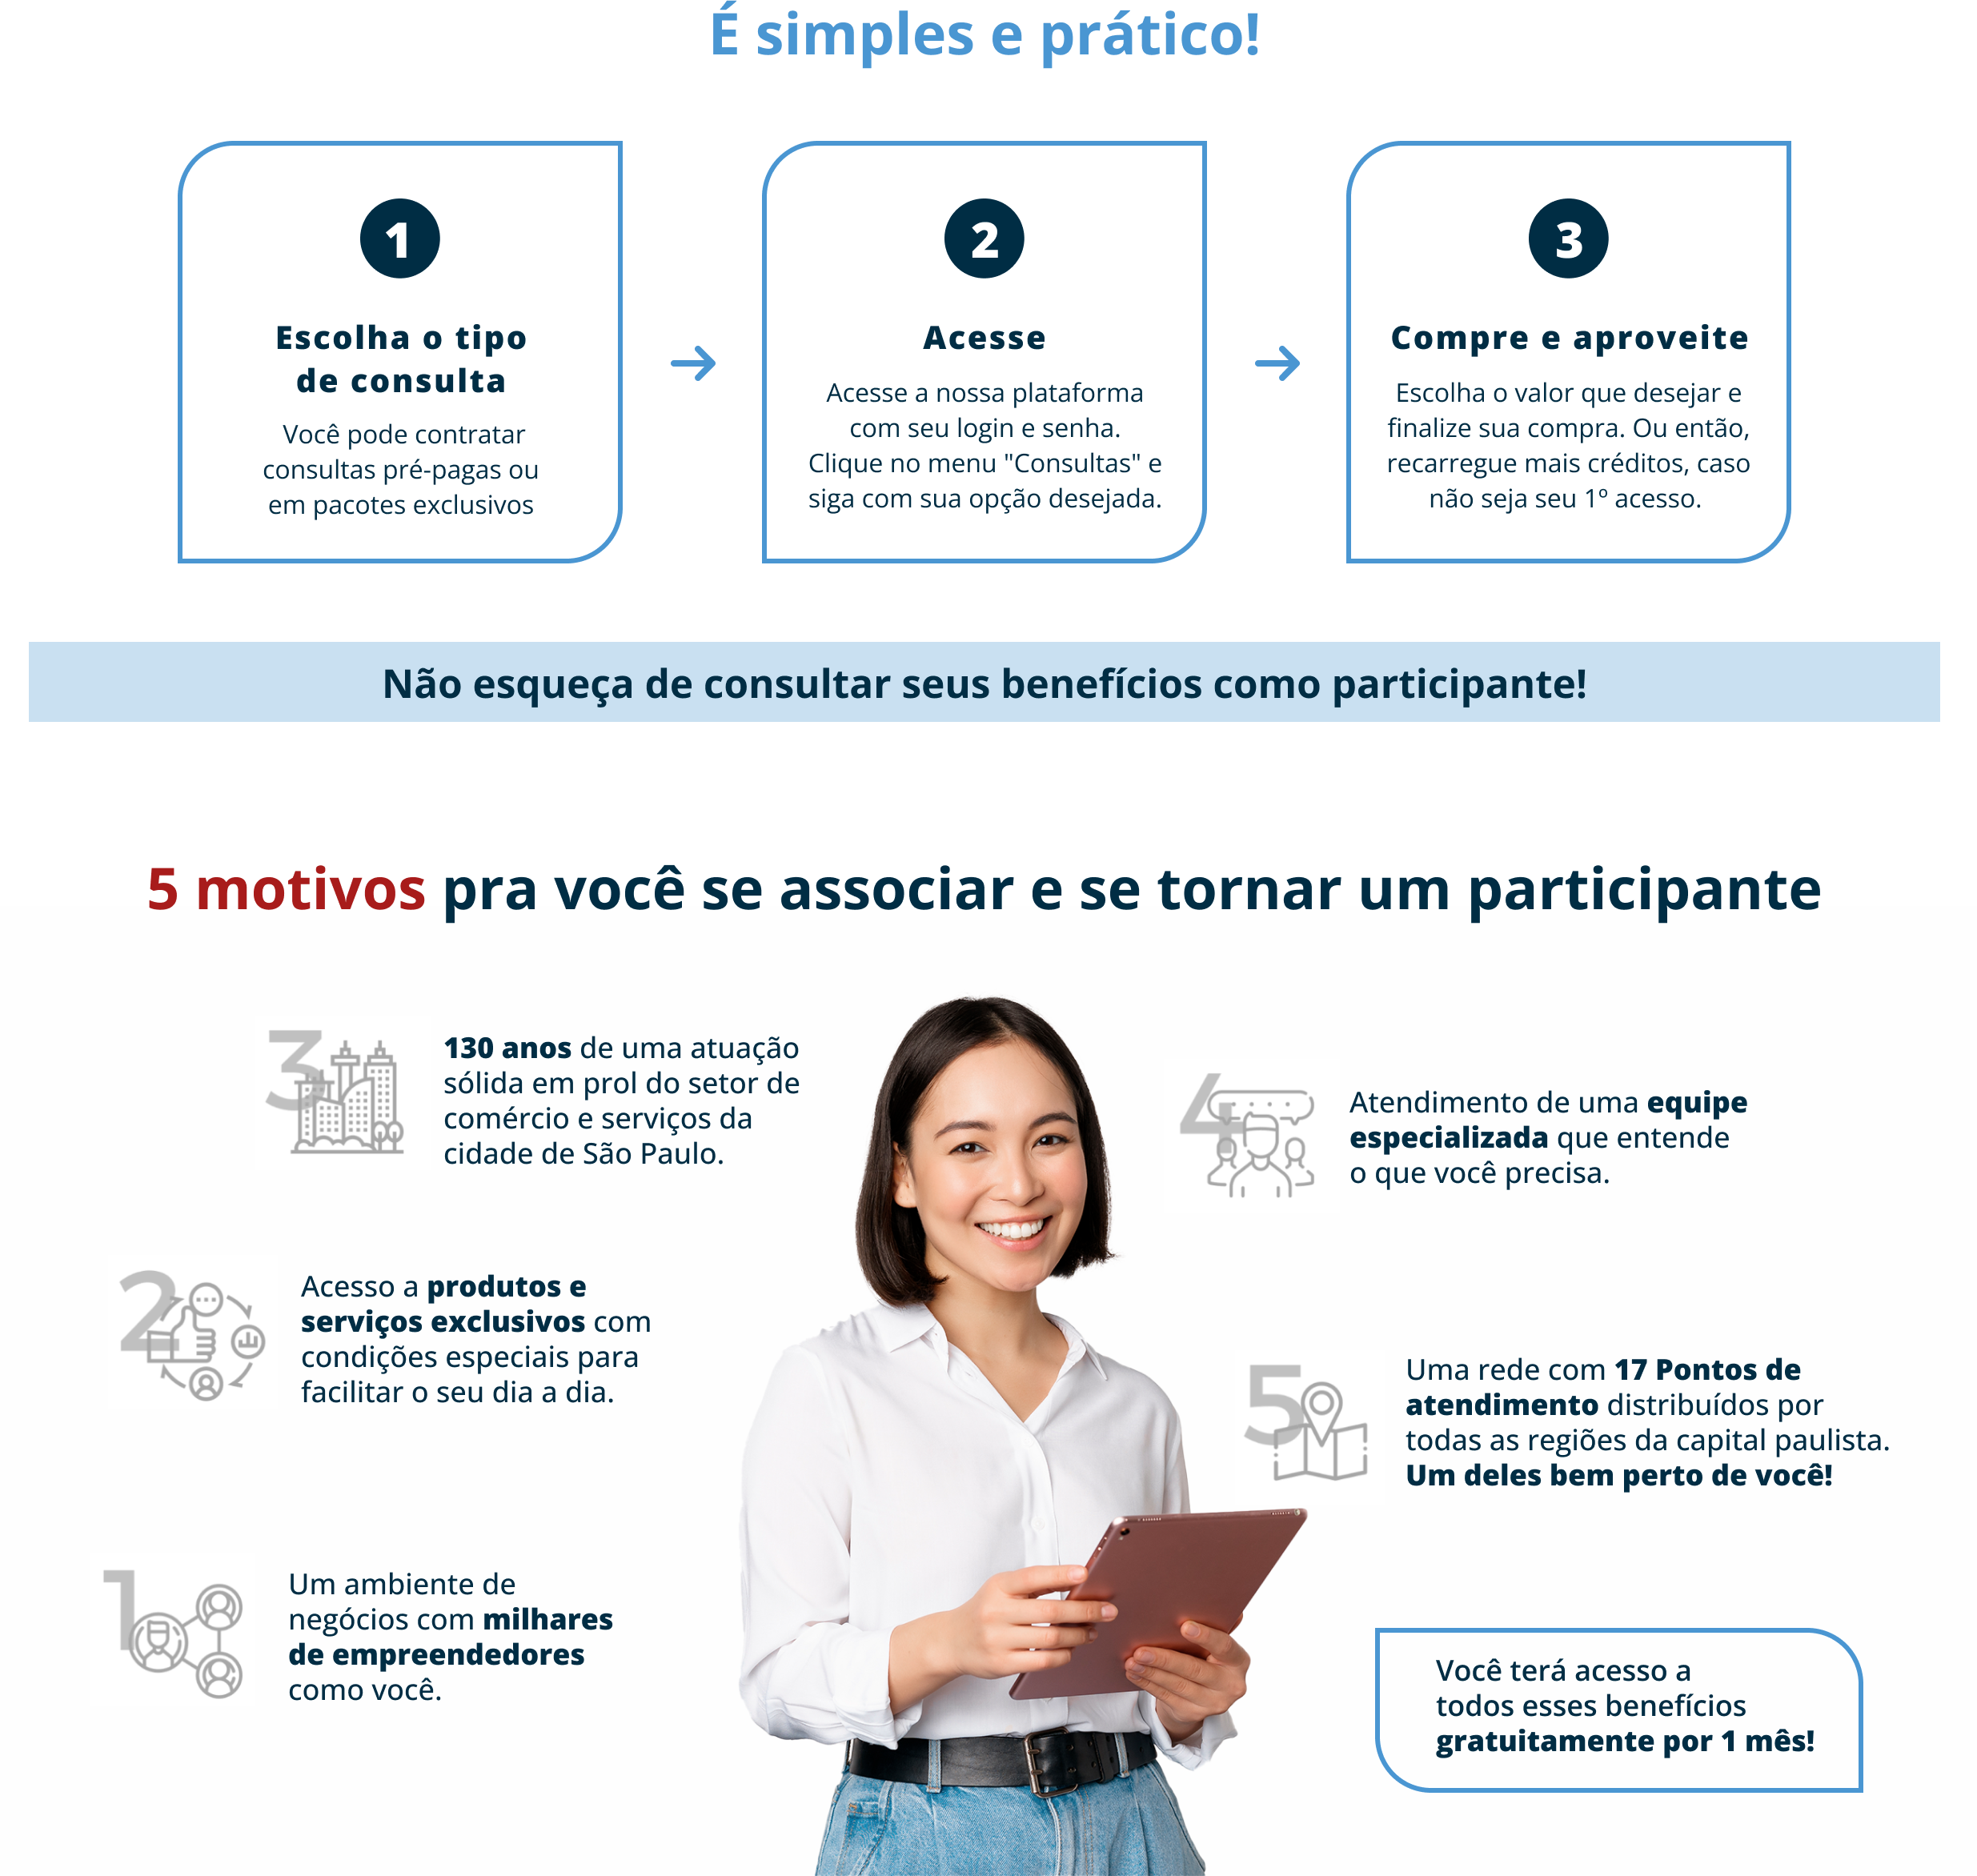 É simples e prático!
1
Escolha o tipo
de consulta
Você pode contratar
consultas pré-pagas ou
em pacotes exclusivos
2
Acesse
Acesse a nossa plataforma
com seu login e senha.
Clique no menu "Consultas" e
siga com sua opção desejada.
3
Compre e aproveite
Escolha o valor que desejar e
finalize sua compra. Ou então,
recarregue mais créditos, caso
não seja seu 1º acesso.
Não esqueça de consultar seus benefícios como participante!
5 motivos pra você se associar e se tornar um participante
3
130 anos de uma atuação
sólida em prol do setor de
comércio e serviços da
cidade de São Paulo.
2
Acesso a produtos e
serviços exclusivos com
condições especiais para
facilitar o seu dia a dia.
1
Um ambiente de
negócios com milhares
de empreendedores
como você.
4
Atendimento de uma equipe
especializada que entende
o que você precisa.
5
Uma rede com 17 Pontos de
atendimento distribuídos por
todas as regiões da capital paulista.
Um deles bem perto de você!
Você terá acesso a
todos esses benefícios
gratuitamente por 1 mês!